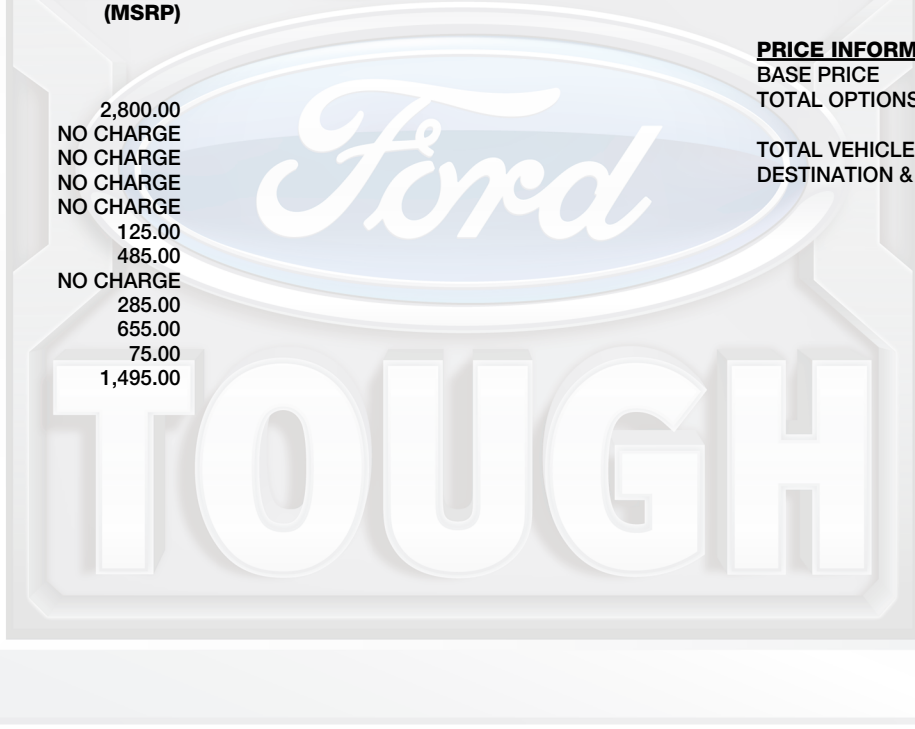 (MSRP)
2,800.00
NO CHARGE
NO CHARGE
NO CHARGE
NO CHARGE
125.00
485.00
NO CHARGE
285.00
655.00
75.00
1,495.00
PRICE INFORM
BASE PRICE
TOTAL OPTIONS
TOTAL VEHICLE
DESTINATION &
Ford
TOUGH